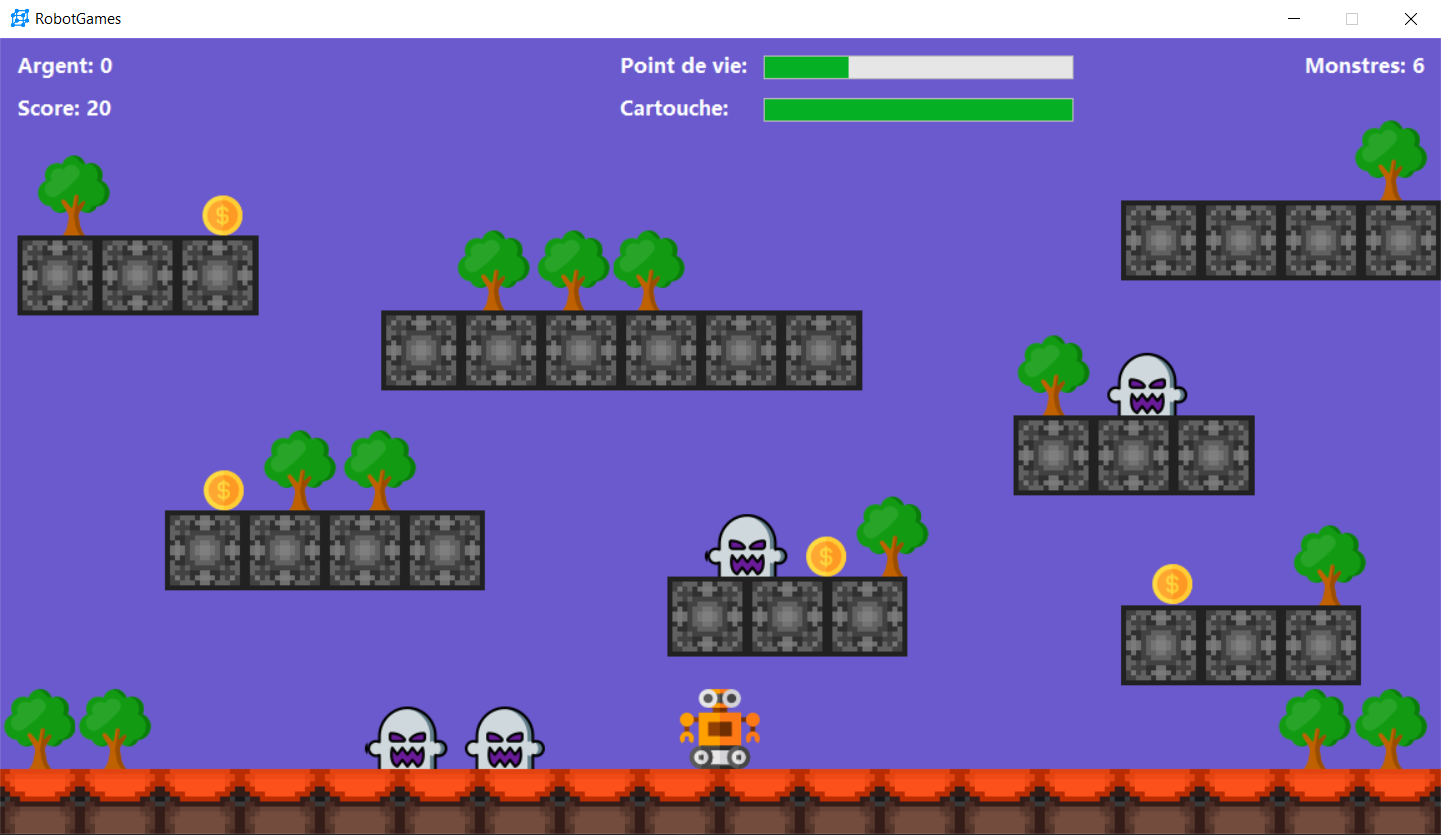 RobotGames
Argent: 0
Point de vie:
Monstres: 6
Score: 20
Cartouche:
$
$
$
$